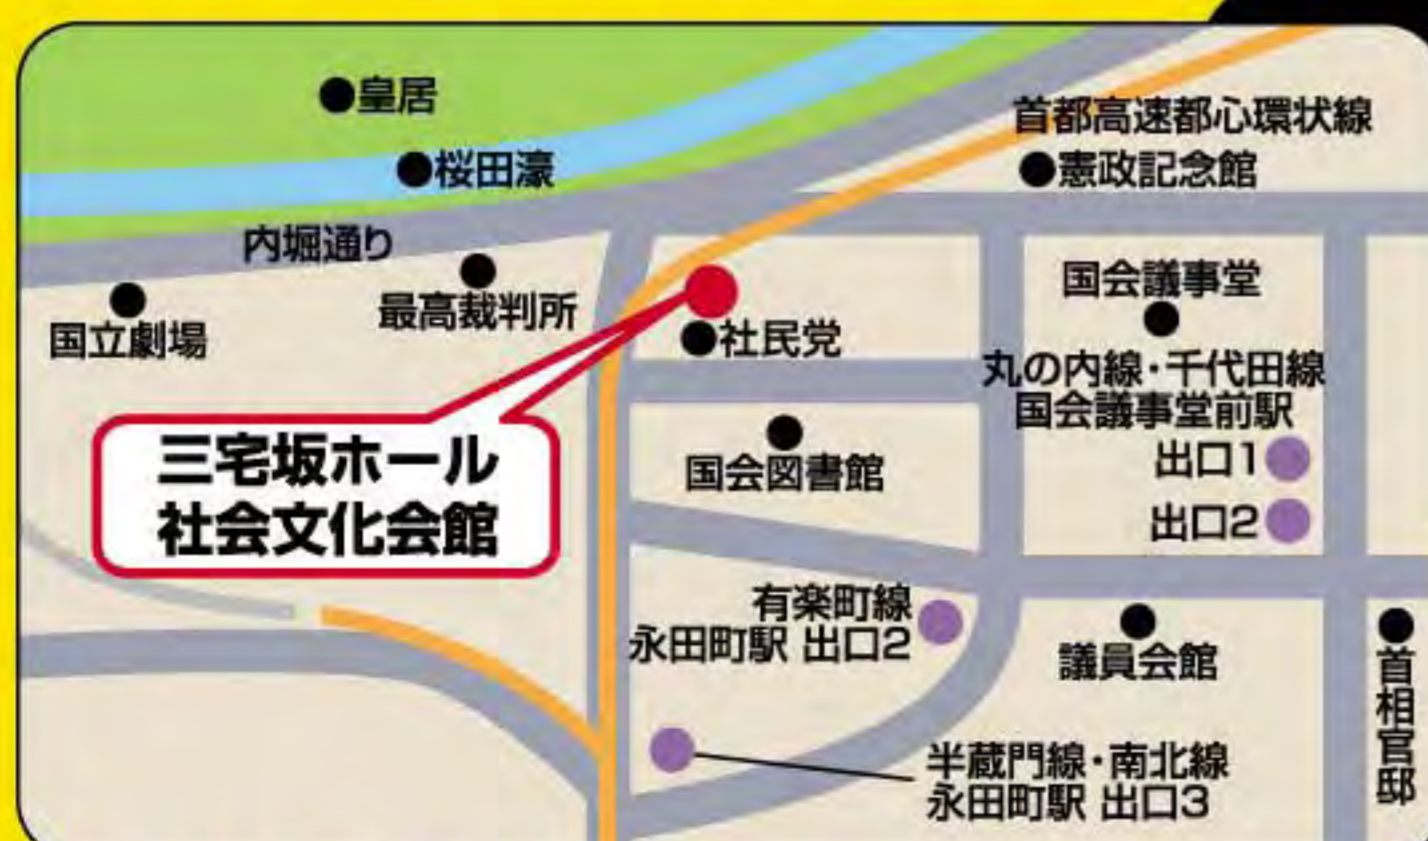 皇居
桜田濠
首都高速都心環状線
憲政記念館
内堀通り
最高裁判所
国立劇場
社民党
国会議事堂
丸の内線・千代田線
国会議事堂前駅
出口1
出口2
三宅坂ホール
社会文化会館
国会図書館
有楽町線
永田町駅 出口2
議員会館
首相官邸
半蔵門線・南北線
永田町駅 出口3